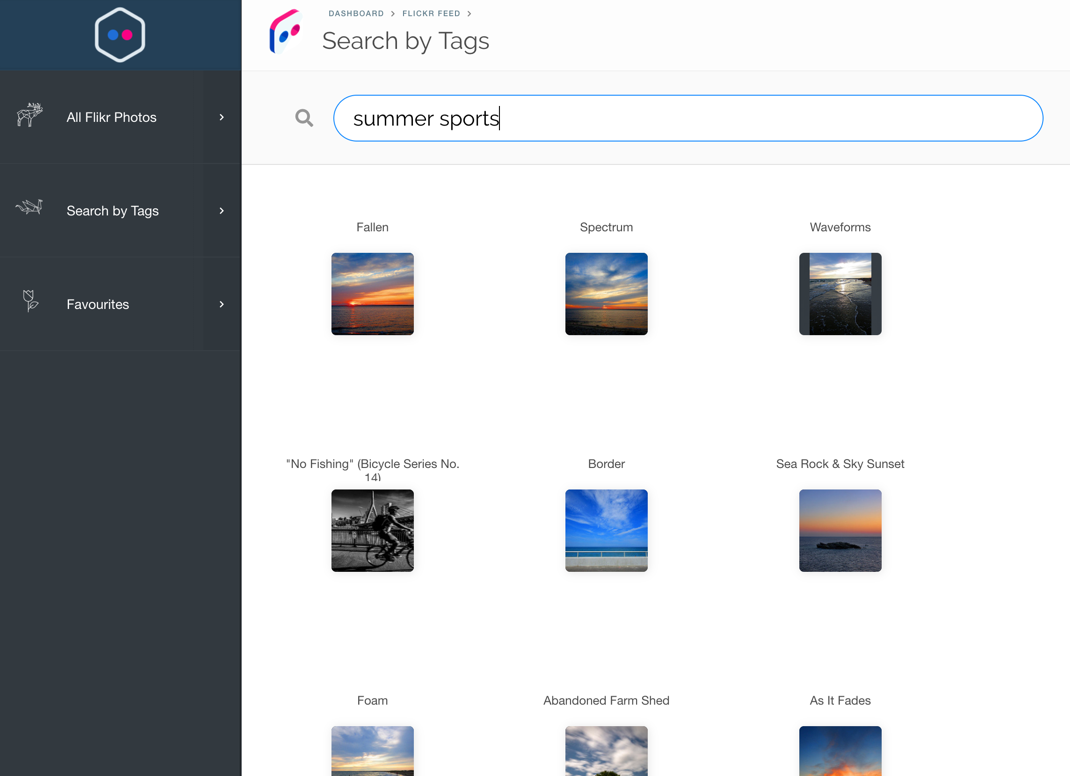 DASHBOARD > FLICKR FEED >
Search by Tags
summer sports
All Flikr Photos
Search by Tags
Favourites
Fallen
Spectrum
Waveforms
"No Fishing" (Bicycle Series No.
14)
Border
Sea Rock & Sky Sunset
Foam
Abandoned Farm Shed
As It Fades